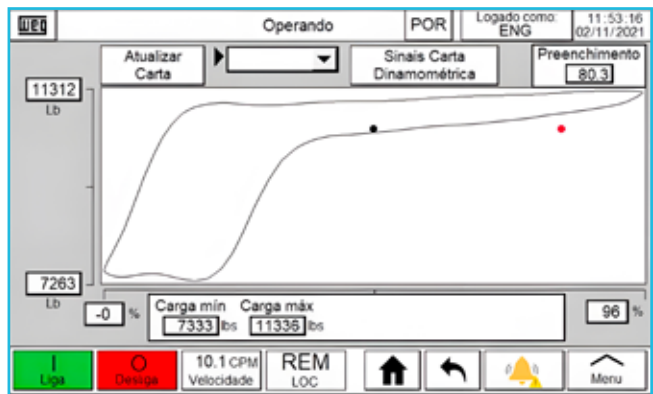 WEG
Operando
POR
Logado como:
ENG
11:53:16
02/11/2021
Atualizar
Carta
Sinais Carta
Dinamométrica
Preenchimento
80.3
11312
Lb
7263
Lb
-0 %
Carga mín Carga máx
7333 lbs 11336 lbs
96 %
I
Liga
O
Desliga
10.1 CPM
Velocidade
REM
LOC
Menu